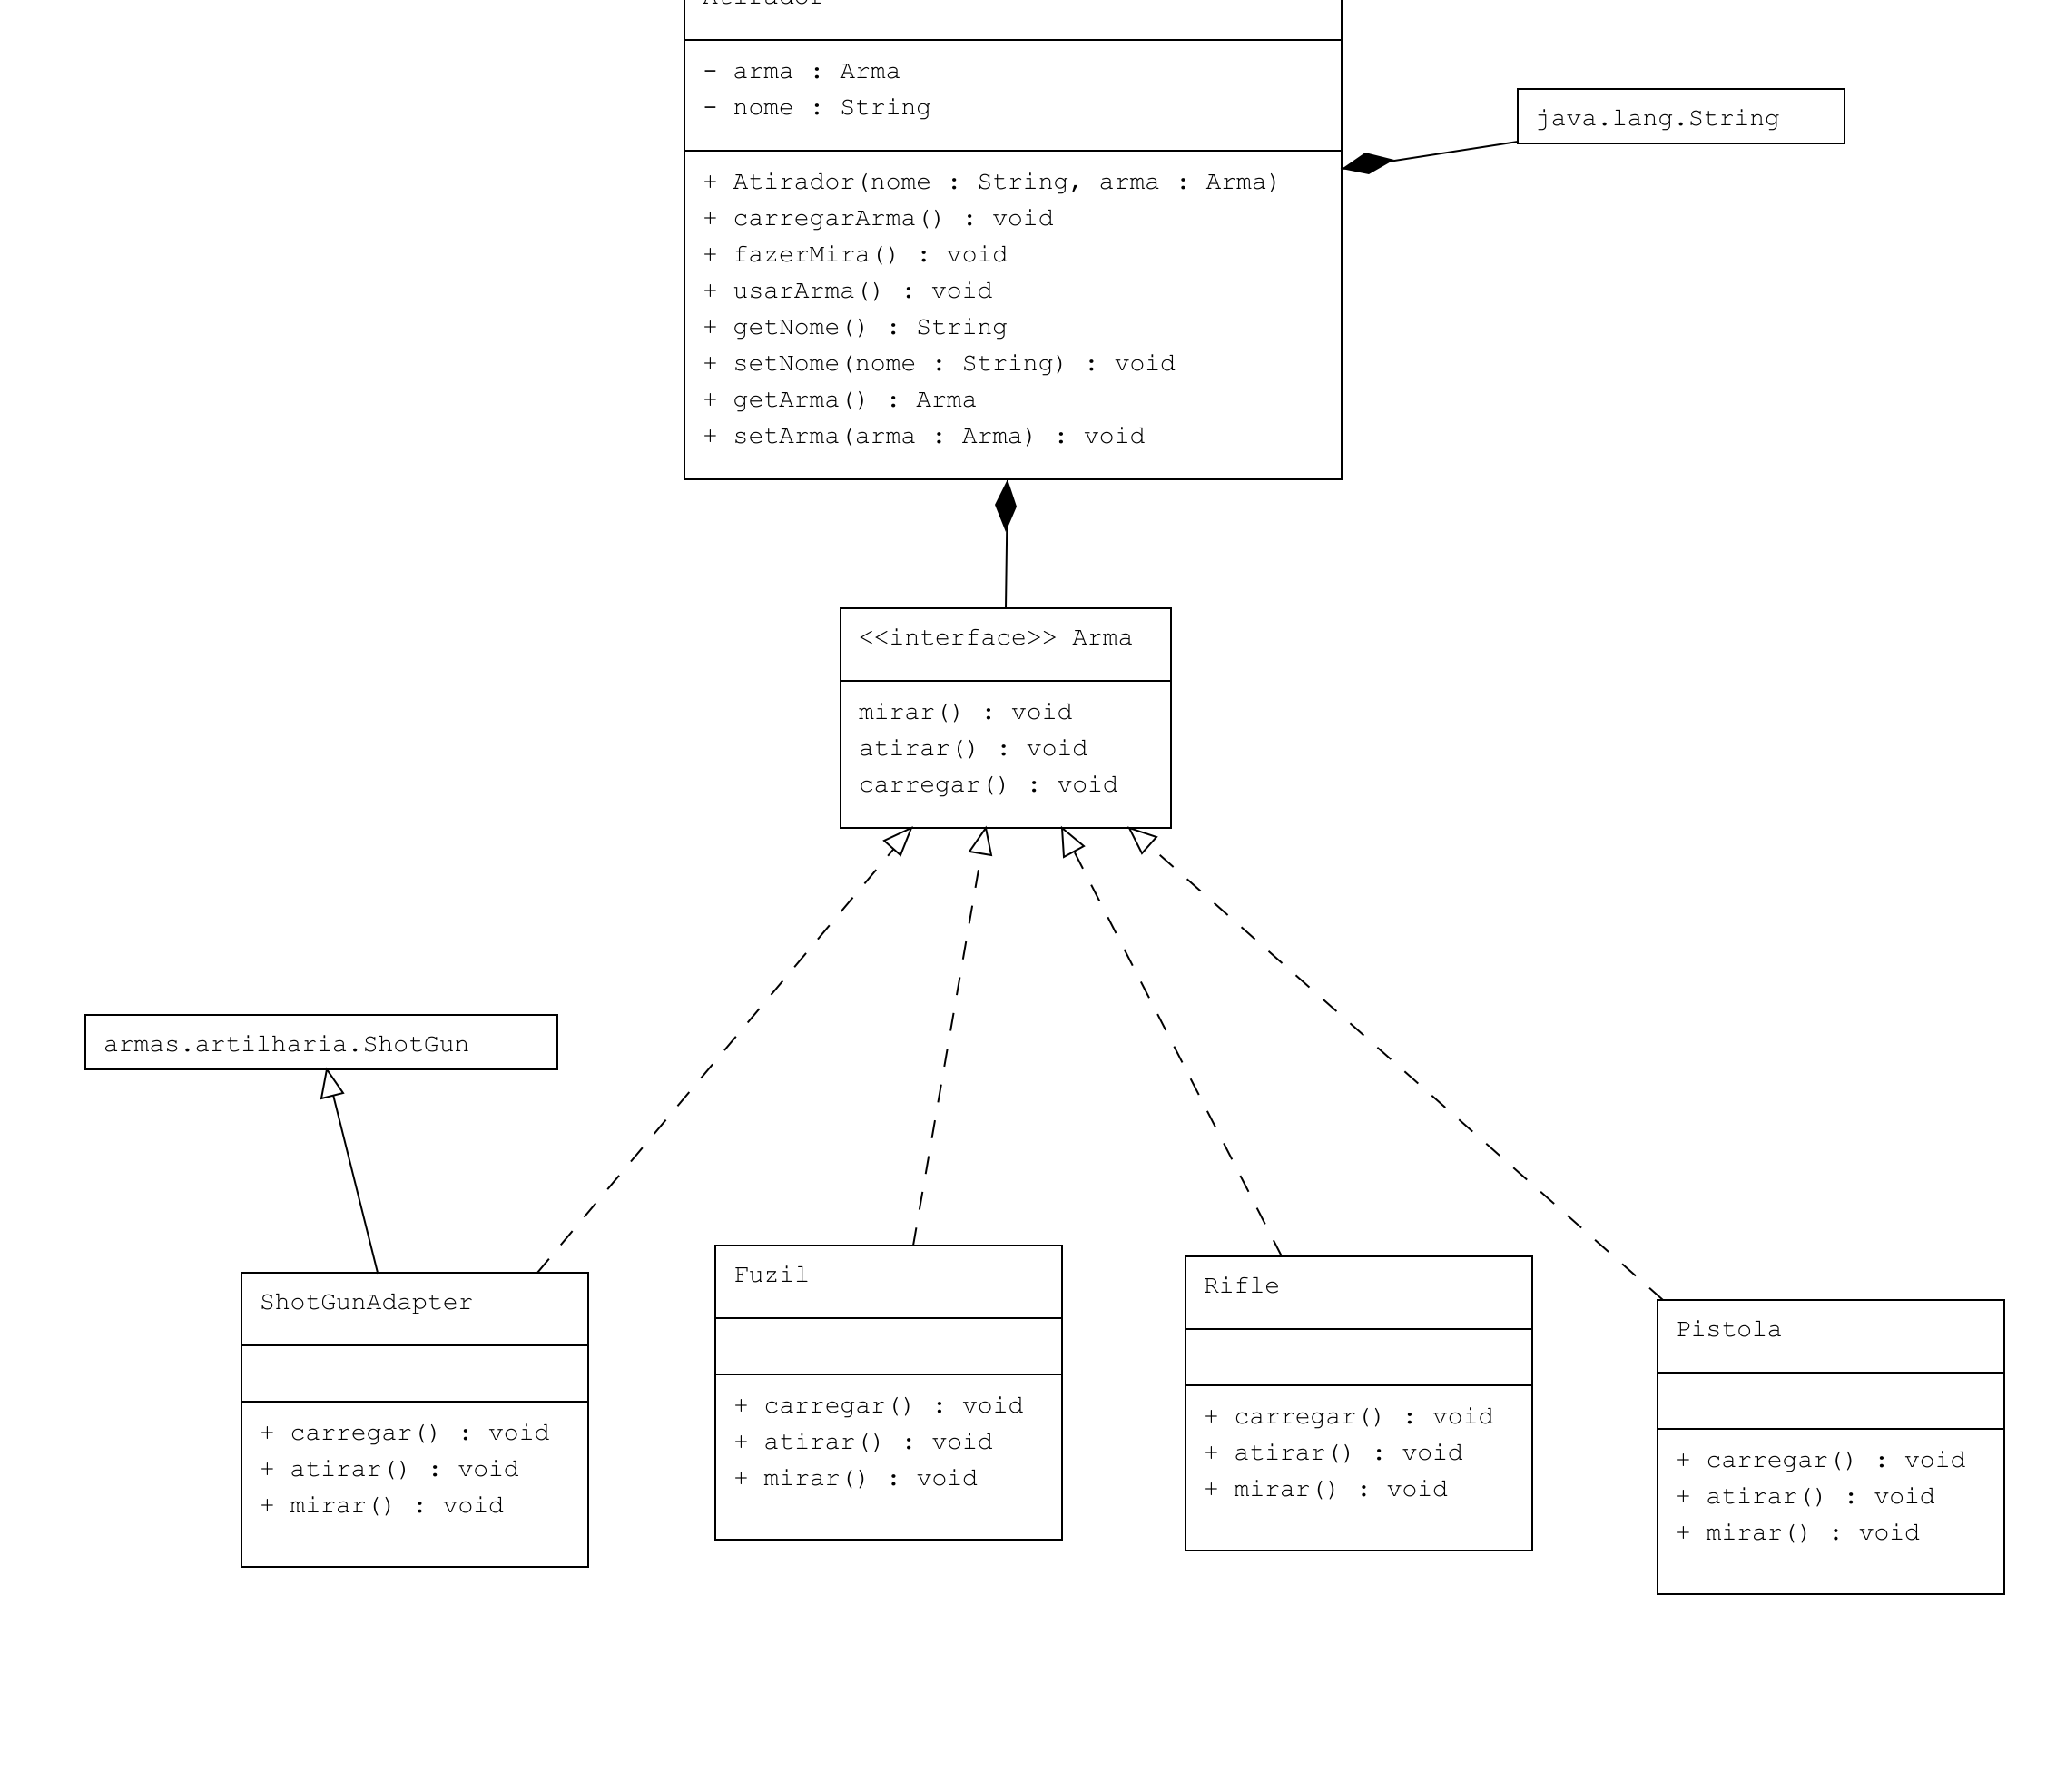 Atirador
- arma : Arma
- nome : String
java.lang.String
+ Atirador(nome : String, arma : Arma)
+ carregarArma() : void
+ fazerMira() : void
+ usarArma() : void
+ getNome() : String
+ setNome(nome : String) : void
+ getArma() : Arma
+ setArma(arma : Arma) : void
<<interface>> Arma
mirar() : void
atirar() : void
carregar() : void
armas.artilharia.ShotGun
ShotGunAdapter
+ carregar() : void
+ atirar() : void
+ mirar() : void
Fuzil
+ carregar() : void
+ atirar() : void
+ mirar() : void
Rifle
+ carregar() : void
+ atirar() : void
+ mirar() : void
Pistola
+ carregar() : void
+ atirar() : void
+ mirar() : void